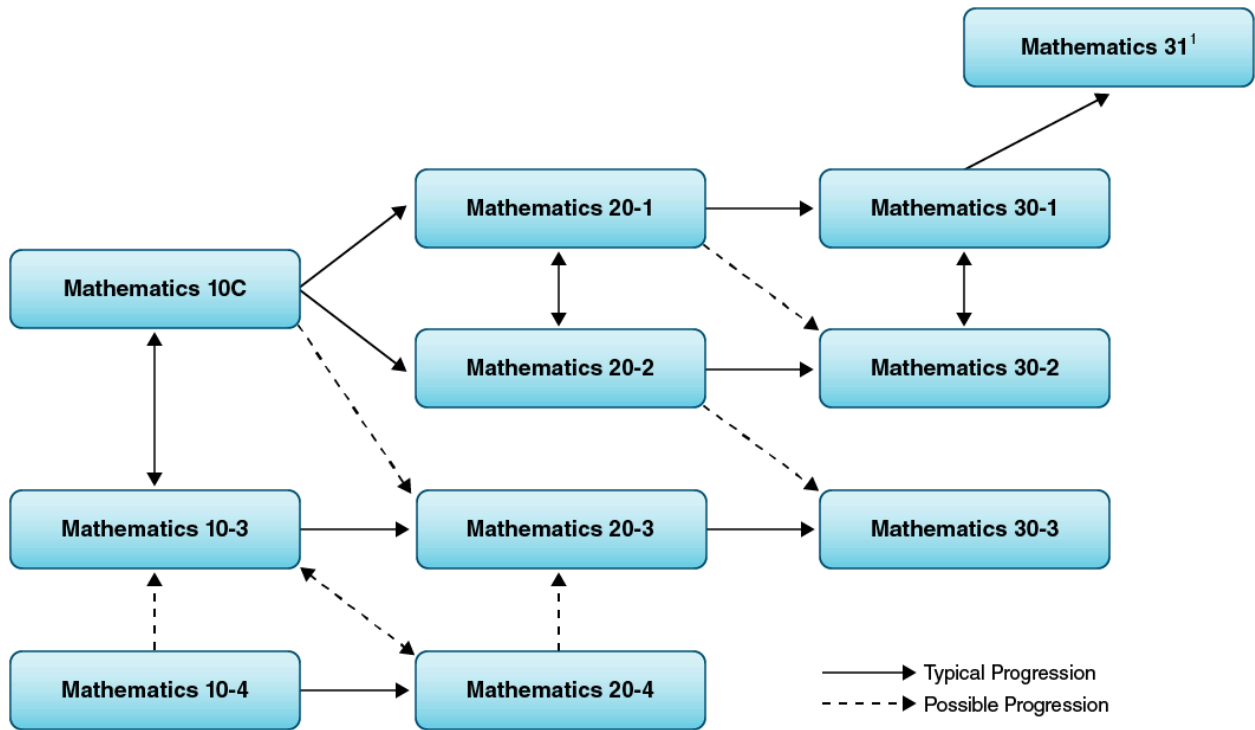 Mathematics 31¹
Mathematics 20-1
Mathematics 30-1
Mathematics 10C
Mathematics 20-2
Mathematics 30-2
Mathematics 10-3
Mathematics 20-3
Mathematics 30-3
Mathematics 10-4
Mathematics 20-4
Typical Progression
Possible Progression